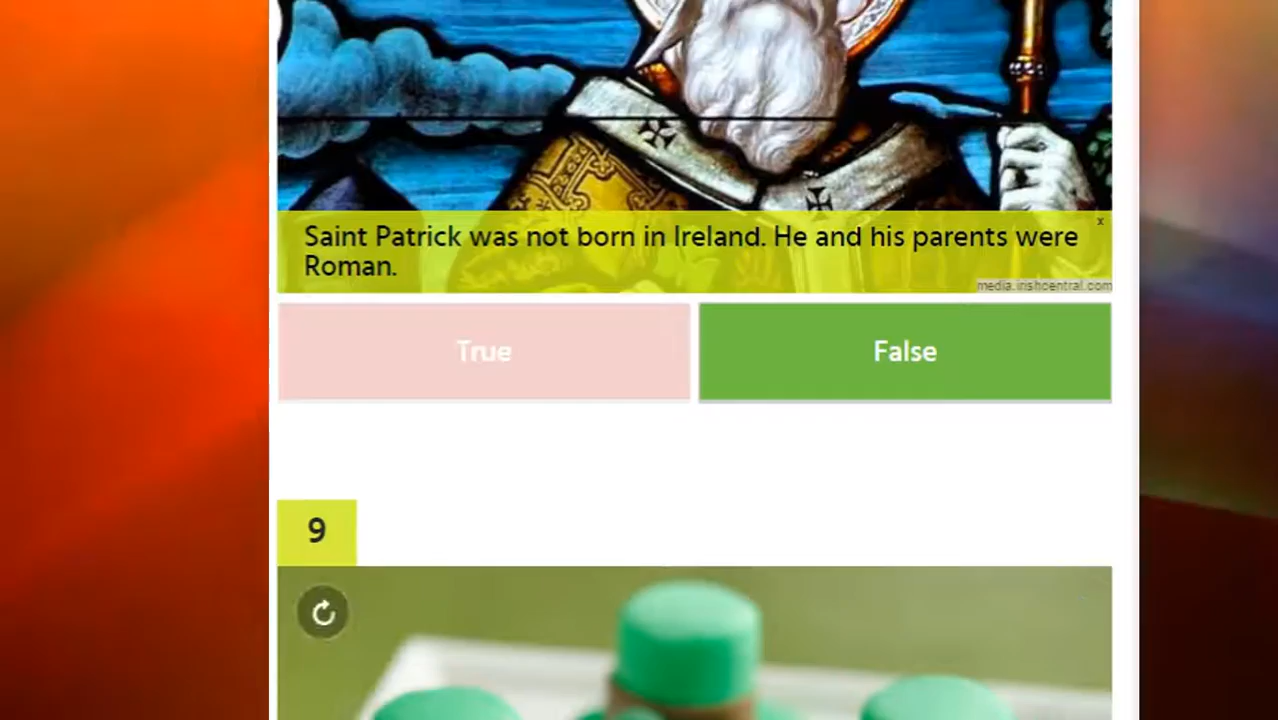 Saint Patrick was not born in Ireland. He and his parents were
Roman.
x
media.irishcentral.com
True
False
9